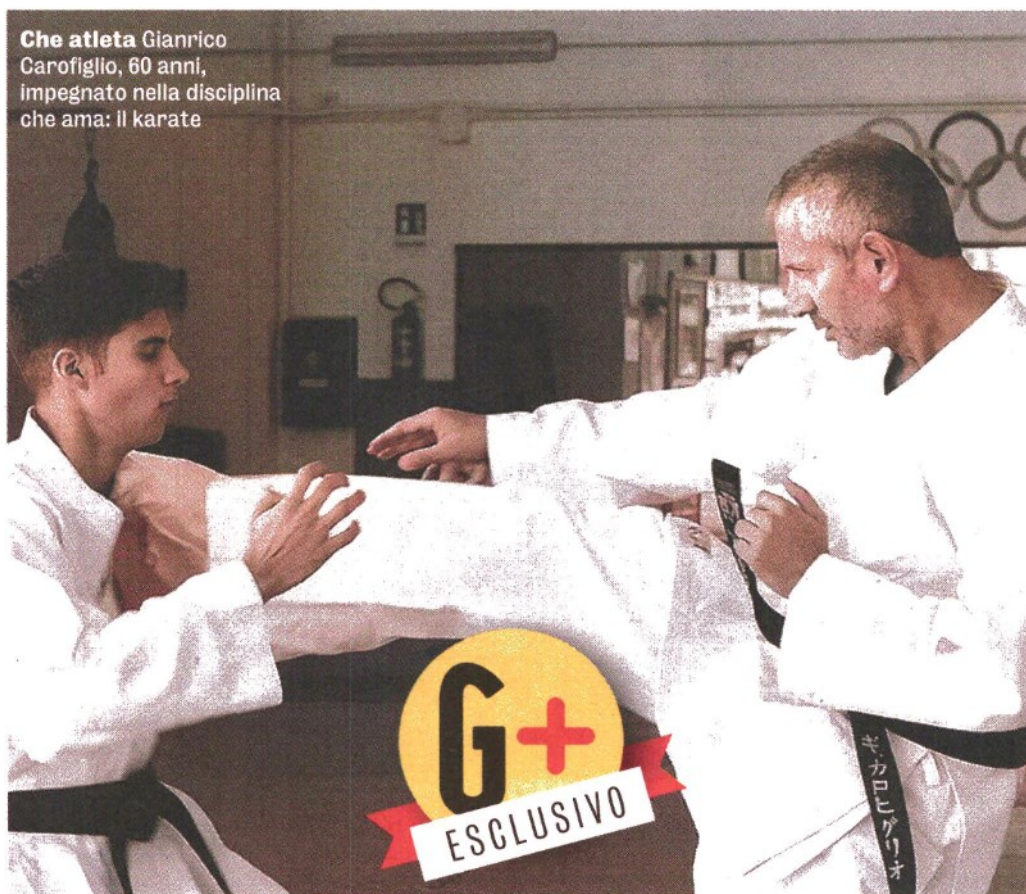 Che atleta Gianrico
Carofiglio, 60 anni,
impegnato nella disciplina
che ama: il karate
G+
ESCLUSIVO
ギ.カロヒグリオ